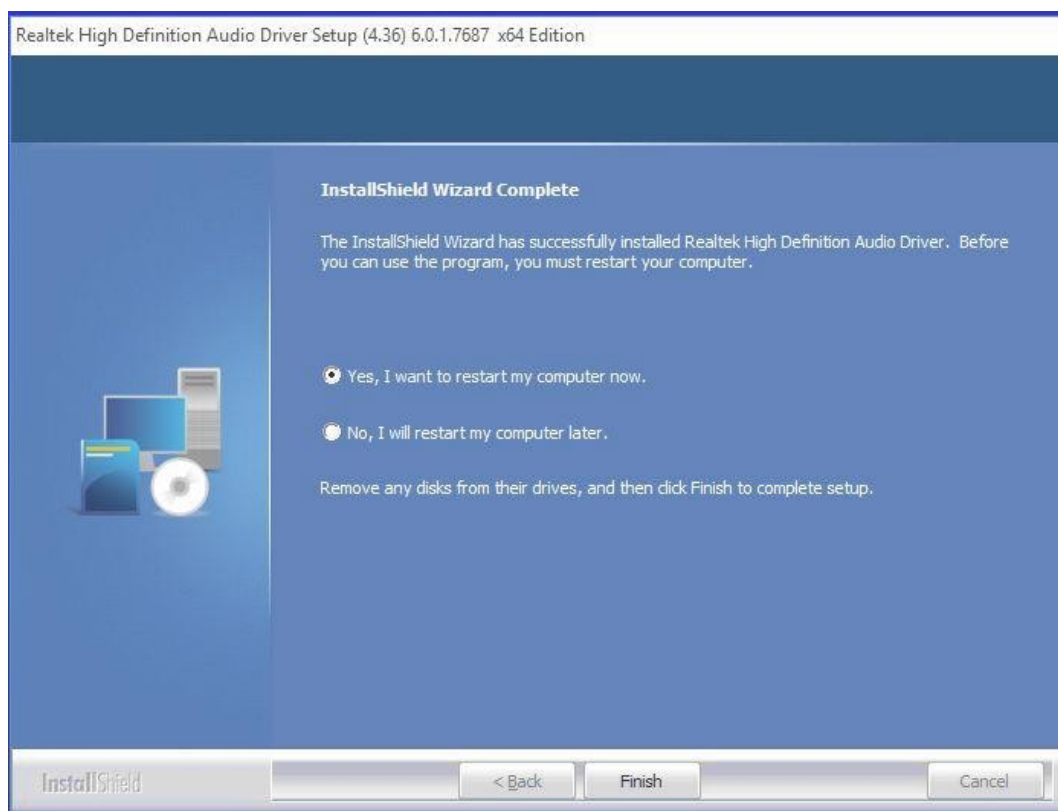 Realtek High Definition Audio Driver Setup (4.36) 6.0.1.7687 x64 Edition
InstallShield Wizard Complete
The InstallShield Wizard has successfully installed Realtek High Definition Audio Driver. Before
you can use the program, you must restart your computer.
Yes, I want to restart my computer now.
No, I will restart my computer later.
Remove any disks from their drives, and then click Finish to complete setup.
InstallShield
< Back
Finish
Cancel